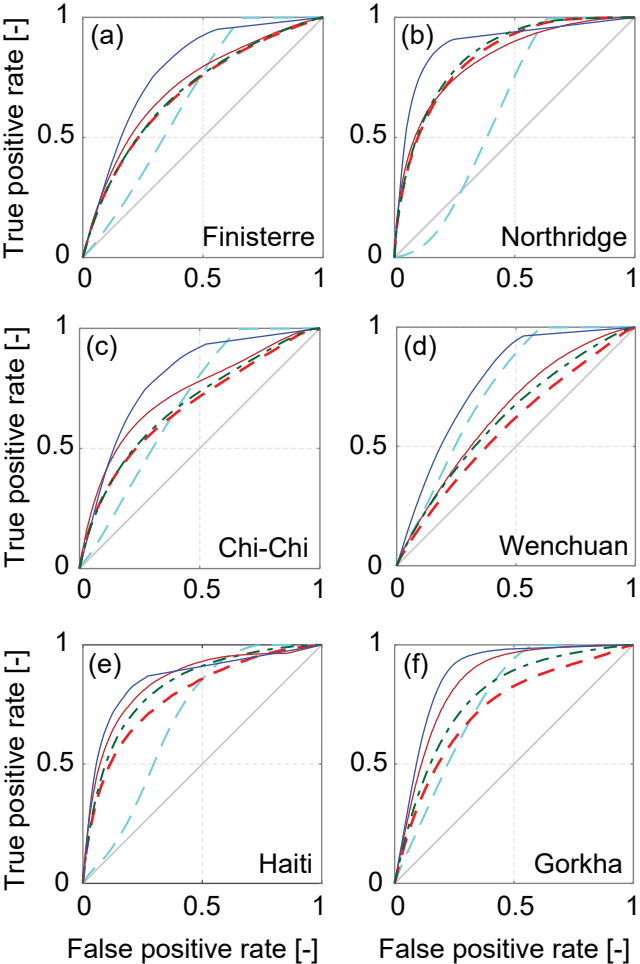 (a)
(b)
True positive rate [-]
1
0.5
0
Finisterre
0
0.5
1
1
0.5
0
Northridge
0
0.5
1
(c)
(d)
True positive rate [-]
1
0.5
0
Chi-Chi
0
0.5
1
1
0.5
0
Wenchuan
0
0.5
1
(e)
(f)
True positive rate [-]
1
0.5
0
Haiti
0
0.5
1
1
0.5
0
Gorkha
0
0.5
1
False positive rate [-]
False positive rate [-]